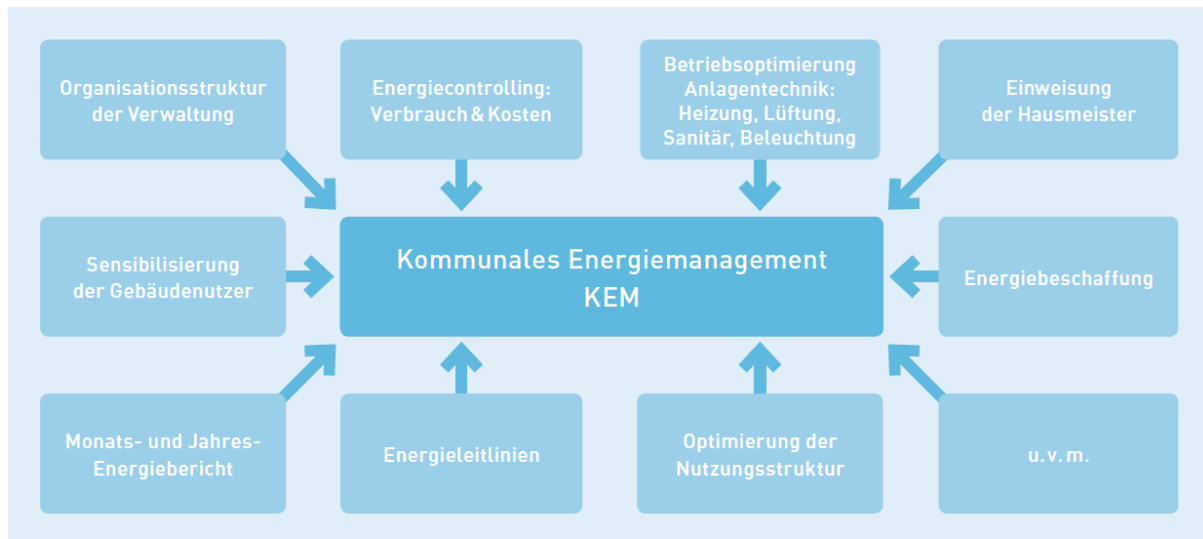 Organisationsstruktur
der Verwaltung
Energiecontrolling:
Verbrauch & Kosten
Betriebsoptimierung
Anlagentechnik:
Heizung, Lüftung,
Sanitär, Beleuchtung
Einweisung
der Hausmeister
Sensibilisierung
der Gebäudenutzer
Kommunales Energiemanagement
KEM
Energiebeschaffung
Monats- und Jahres-
Energiebericht
Energieleitlinien
Optimierung der
Nutzungsstruktur
u. v. m.